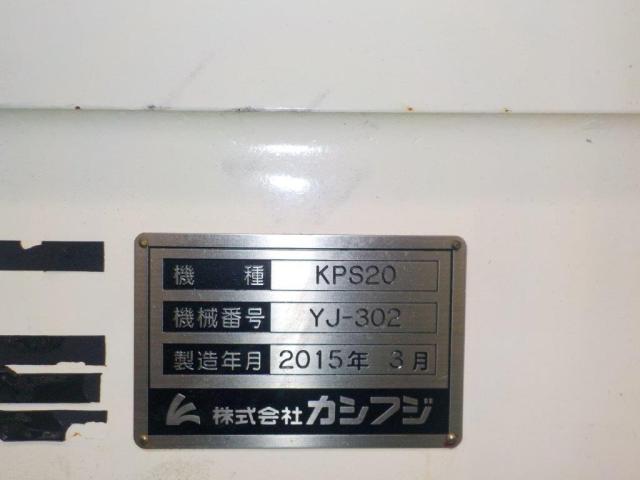 機種 KPS20
機械番号 YJ-302
製造年月 2015年 3月
株式会社カシフジ